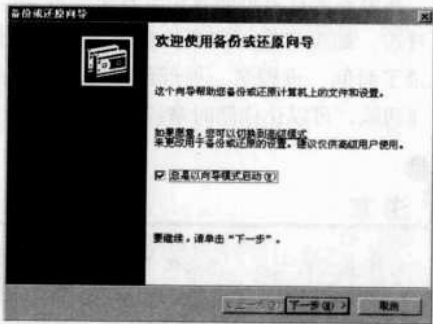 备份或还原向导
欢迎使用备份或还原向导
这个向导帮助您备份或还原计算机上的文件和设置。
如果愿意，您可以切换到高级模式
来更改用于备份或还原的设置。建议仅供高级用户使用。
总是以向导模式启动(Y)
要继续，请单击“下一步”。
下一步(N) >
取消
注意